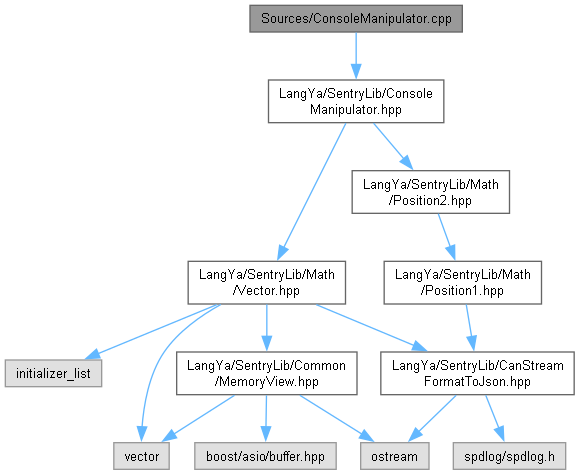 Sources/ConsoleManipulator.cpp
LangYa/SentryLib/Console
Manipulator.hpp
LangYa/SentryLib/Math
/Position2.hpp
LangYa/SentryLib/Math
/Vector.hpp
LangYa/SentryLib/Math
/Position1.hpp
initializer_list
LangYa/SentryLib/Common
/MemoryView.hpp
LangYa/SentryLib/CanStream
FormatToJson.hpp
vector
boost/asio/buffer.hpp
ostream
spdlog/spdlog.h